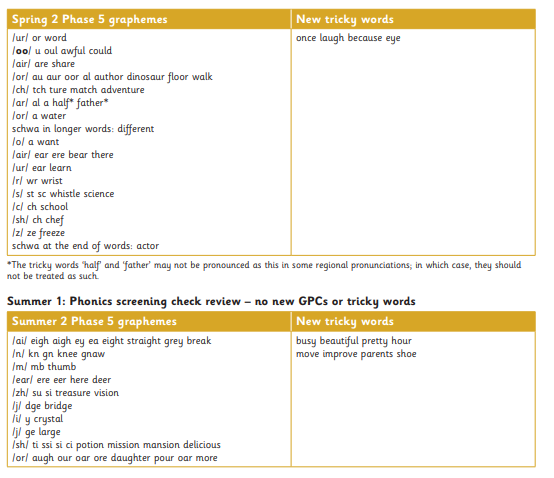 Spring 2 Phase 5 graphemes
New tricky words
/ur/ or word
/oo/ u oul awful could
/air/ are share
/or/ au aur oor al author dinosaur floor walk
/ch/ tch ture match adventure
/ar/ al a half* father*
/or/ a water
schwa in longer words: different
/o/ a want
/air/ ear ere bear there
/ur/ ear learn
/r/ wr wrist
/s/ st sc whistle science
/c/ ch school
/sh/ ch chef
/z/ ze freeze
schwa at the end of words: actor
once laugh because eye
*The tricky words ‘half’ and ‘father’ may not be pronounced as this in some regional pronunciations; in which case, they should
not be treated as such.
Summer 1: Phonics screening check review – no new GPCs or tricky words
Summer 2 Phase 5 graphemes
New tricky words
/ai/ eigh aigh ey ea eight straight grey break
/n/ kn gn knee gnaw
/m/ mb thumb
/ear/ ere eer here deer
/zh/ su si treasure vision
/j/ dge bridge
/i/ y crystal
/j/ ge large
/sh/ ti ssi si ci potion mission mansion delicious
/or/ augh our oar ore daughter pour oar more
busy beautiful pretty hour
move improve parents shoe